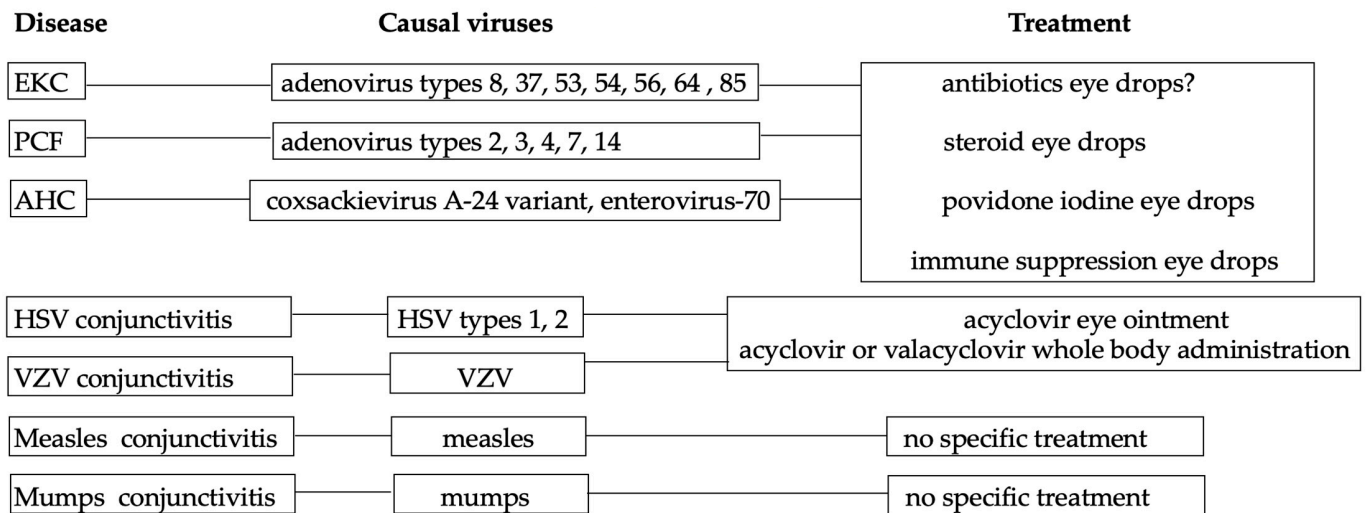 Disease Causal viruses Treatment
EKC adenovirus types 8, 37, 53, 54, 56, 64 , 85 antibiotics eye drops?
PCF adenovirus types 2, 3, 4, 7, 14 steroid eye drops
AHC coxsackievirus A-24 variant, enterovirus-70 povidone iodine eye drops
immune suppression eye drops
HSV conjunctivitis HSV types 1, 2 acyclovir eye ointment
acyclovir or valacyclovir whole body administration
VZV conjunctivitis VZV
Measles conjunctivitis measles no specific treatment
Mumps conjunctivitis mumps no specific treatment